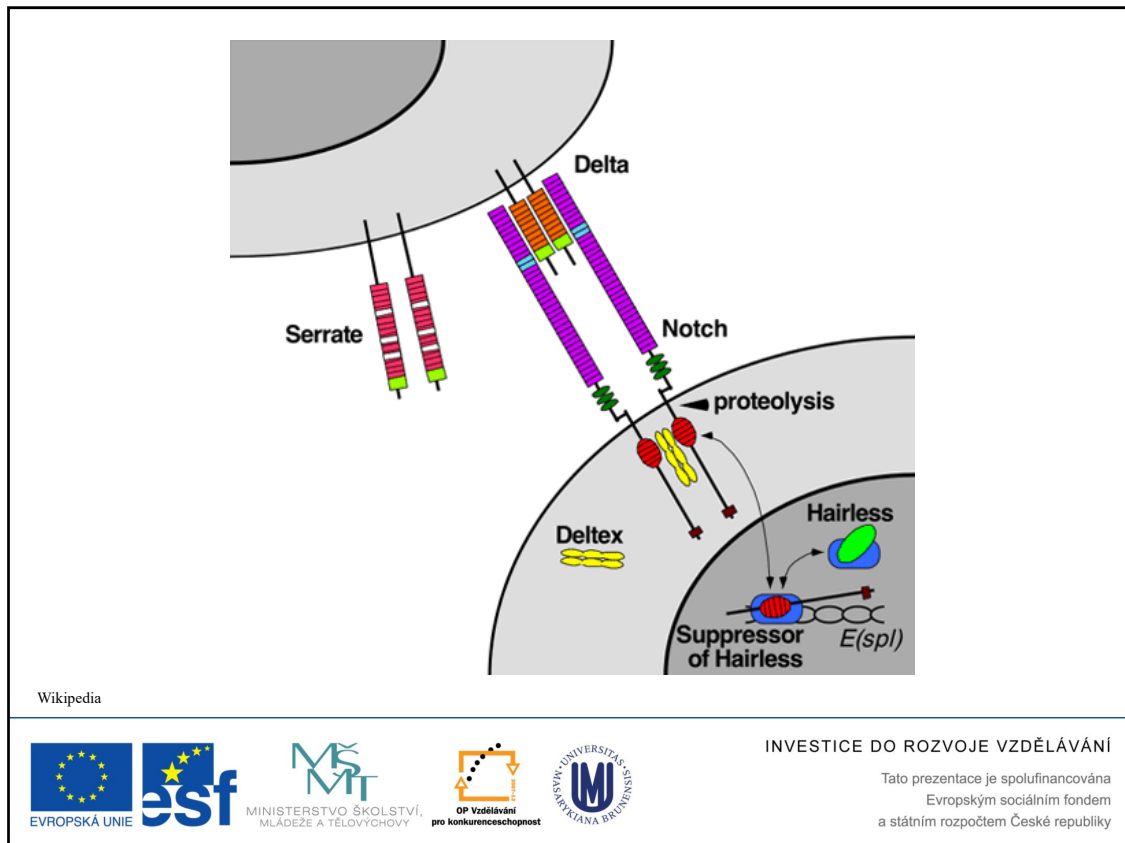 Delta
Serrate
Notch
proteolysis
Deltex
Hairless
Suppressor
of Hairless
E(spl)
Wikipedia
EVROPSKÁ UNIE
esf
MŠMT
MINISTERSTVO ŠKOLSTVÍ,
MLÁDEŽE A TĚLOVÝCHOVY
OP Vzdělávání
pro konkurenceschopnost
UNIVERSITAS MASARYKIANA BRUNENSIS
INVESTICE DO ROZVOJE VZDĚLÁVÁNÍ
Tato prezentace je spolufinancována
Evropským sociálním fondem
a státním rozpočtem České republiky